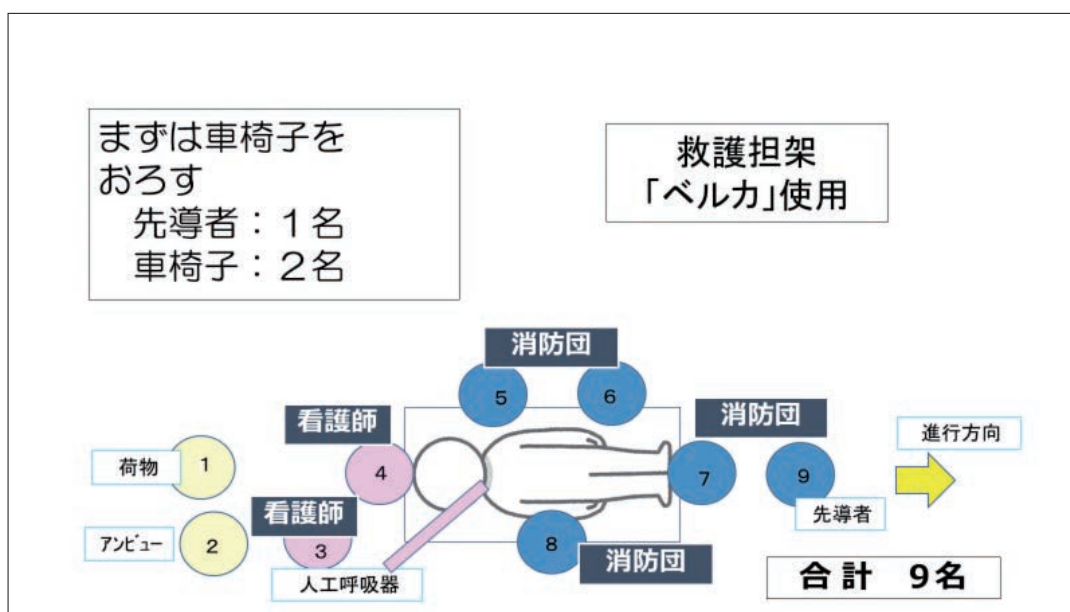 まずは車椅子を
おろす
先導者：１名
車椅子：２名
救護担架
「ベルカ」使用
消防団
5
6
看護師
消防団
進行方向
荷物
1
4
7
9
先導者
看護師
アンビュー
2
3
8
消防団
人工呼吸器
合計　9名